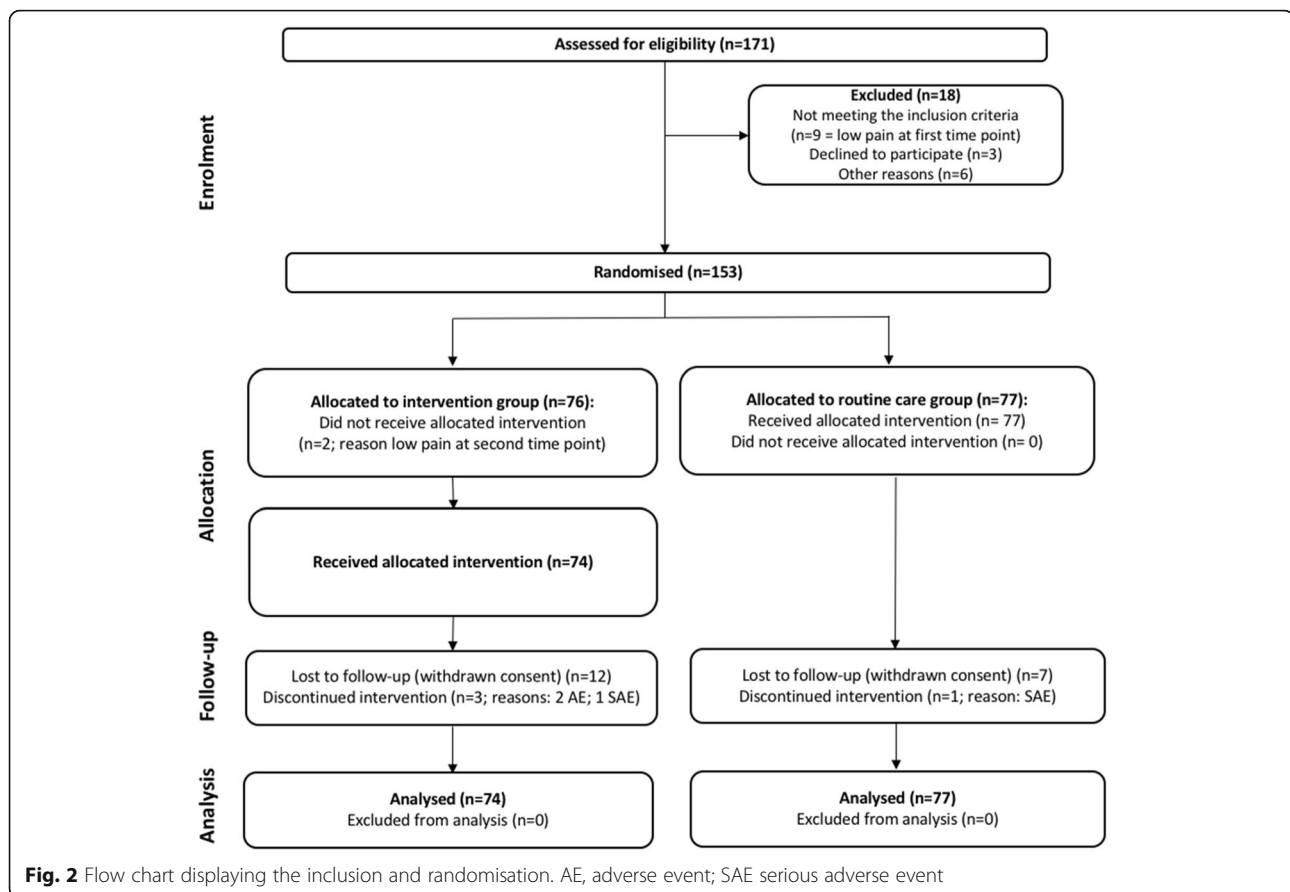 Assessed for eligibility (n=171)
Enrolment
Excluded (n=18)
Not meeting the inclusion criteria
(n=9 = low pain at first time point)
Declined to participate (n=3)
Other reasons (n=6)
Randomised (n=153)
Allocation
Allocated to intervention group (n=76):
Did not receive allocated intervention
(n=2; reason low pain at second time point)
Allocated to routine care group (n=77):
Received allocated intervention (n= 77)
Did not receive allocated intervention (n= 0)
Received allocated intervention (n=74)
Follow-up
Lost to follow-up (withdrawn consent) (n=12)
Discontinued intervention (n=3; reasons: 2 AE; 1 SAE)
Lost to follow-up (withdrawn consent) (n=7)
Discontinued intervention (n=1; reason: SAE)
Analysis
Analysed (n=74)
Excluded from analysis (n=0)
Analysed (n=77)
Excluded from analysis (n=0)
Fig. 2 Flow chart displaying the inclusion and randomisation. AE, adverse event; SAE serious adverse event